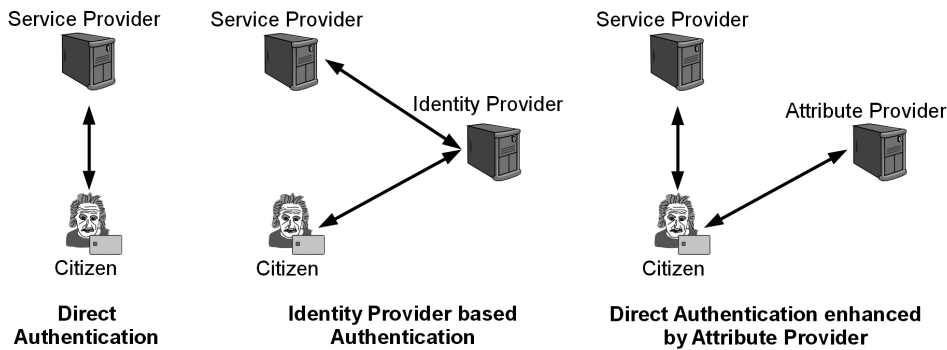 Service Provider
Citizen
Direct
Authentication
Service Provider
Identity Provider
Citizen
Identity Provider based
Authentication
Service Provider
Attribute Provider
Citizen
Direct Authentication enhanced
by Attribute Provider